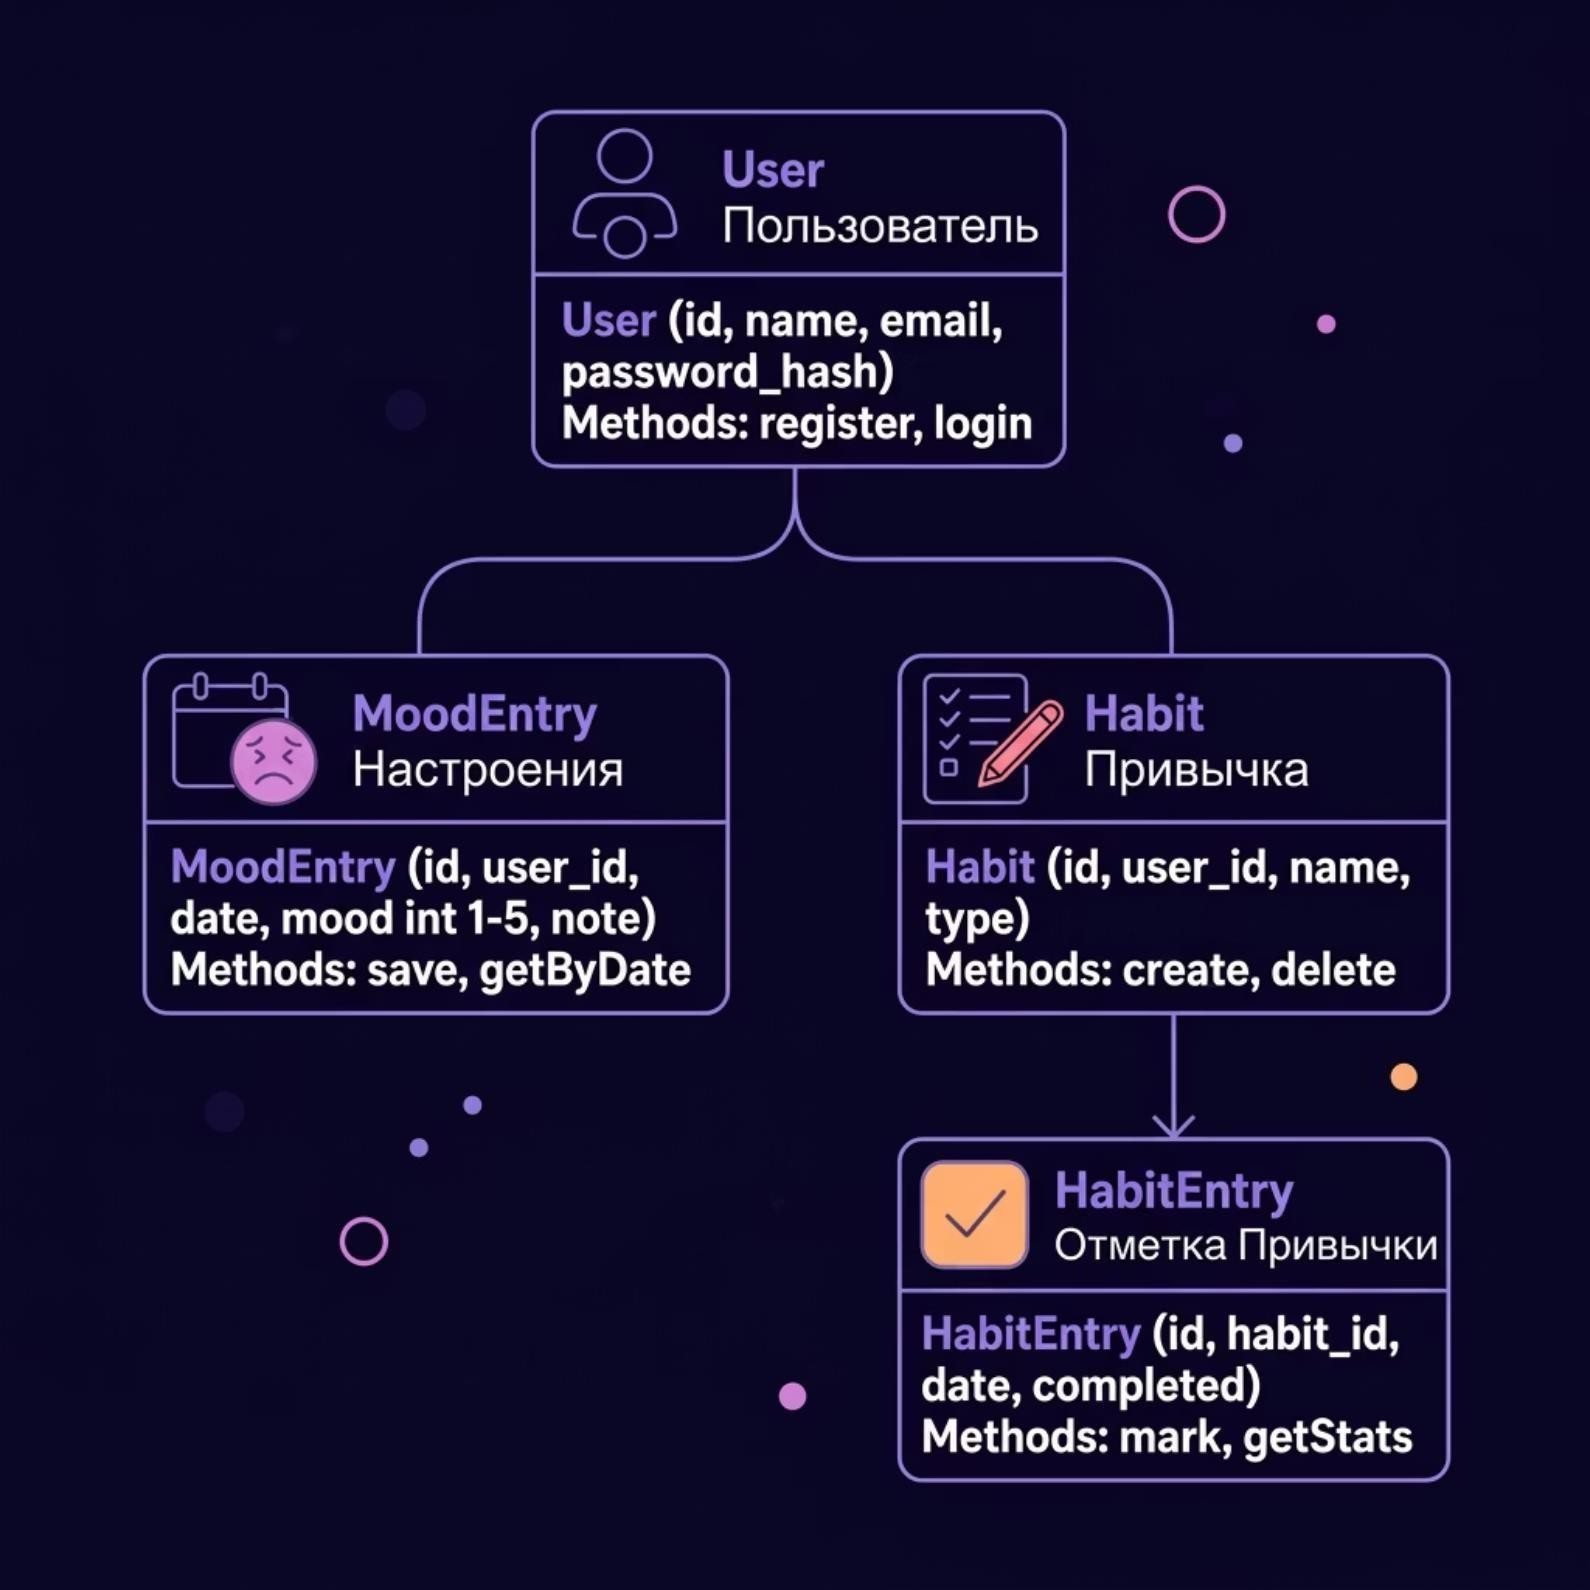 User
Пользователь
User (id, name, email,
password_hash)
Methods: register, login
MoodEntry
Настроения
MoodEntry (id, user_id,
date, mood int 1-5, note)
Methods: save, getByDate
Habit
Привычка
Habit (id, user_id, name,
type)
Methods: create, delete
HabitEntry
Отметка Привычки
HabitEntry (id, habit_id,
date, completed)
Methods: mark, getStats